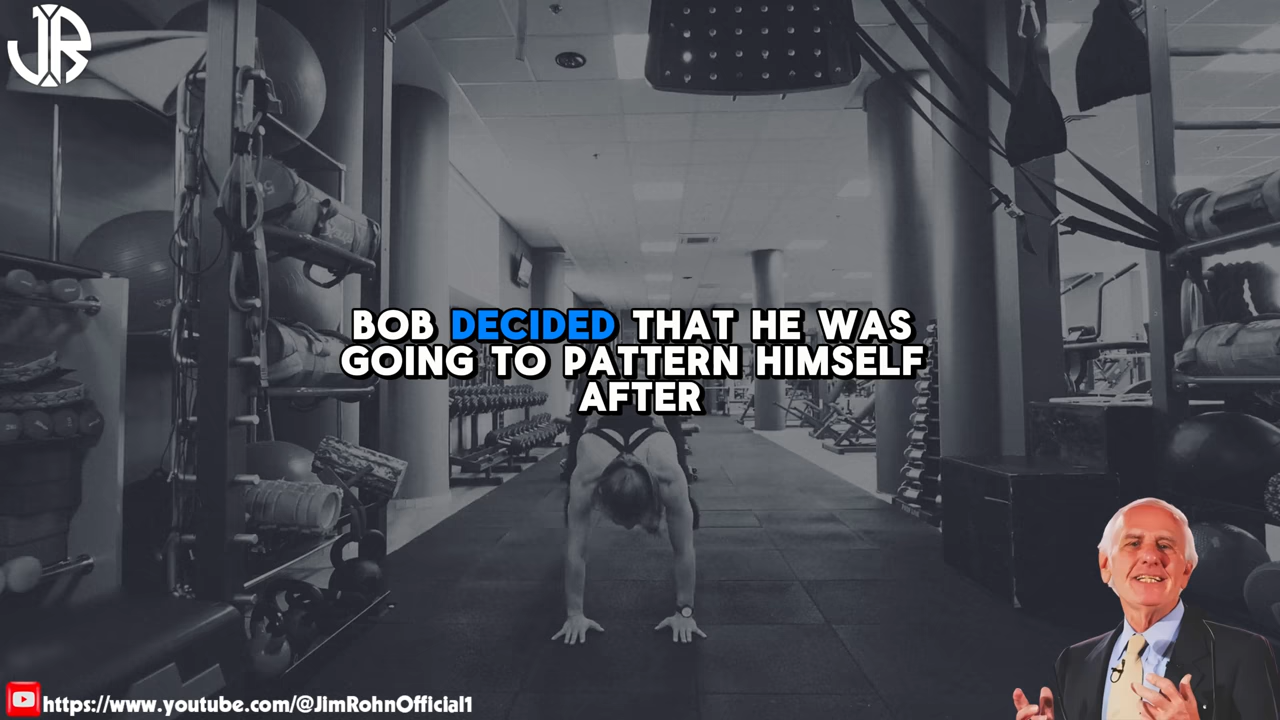 JR
BOB DECIDED THAT HE WAS
GOING TO PATTERN HIMSELF
AFTER
https://www.youtube.com/@JimRohnOfficial1